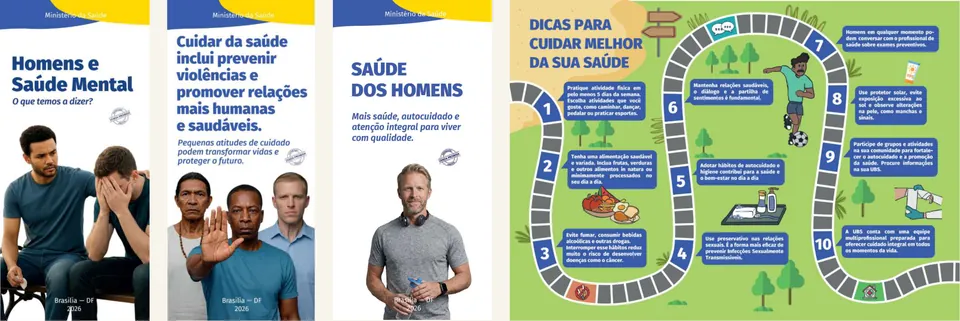 Ministério da Saúde
Homens e
Saúde Mental
O que temos a dizer?
Brasília — DF
2026
Ministério da Saúde
Cuidar da saúde
inclui prevenir
violências e
promover relações
mais humanas
e saudáveis.
Pequenas atitudes de cuidado
podem transformar vidas e
proteger o futuro.
Brasília — DF
2026
Ministério da Saúde
SAÚDE
DOS HOMENS
Mais saúde, autocuidado e
atenção integral para viver
com qualidade.
Brasília — DF
2026
DICAS PARA
CUIDAR MELHOR
DA SUA SAÚDE
1
Pratique atividade física em
pelo menos 5 dias da semana.
Escolha atividades que você
goste, como caminhar, dançar,
pedalar ou praticar esportes.
2
Tenha uma alimentação saudável
e variada. Inclua frutas, verduras
e outros alimentos in natura ou
minimamente processados no
seu dia a dia.
3
Evite fumar, consumir bebidas
alcoólicas e outras drogas.
Interromper esse hábitos reduz
muito o risco de desenvolver
doenças como o câncer.
4
Use preservativo nas relações
sexuais. É a forma mais eficaz de
prevenir Infecções Sexualmente
Transmissíveis.
5
Adotar hábitos de autocuidado e
higiene contribui para a saúde e
o bem-estar no dia a dia
6
Mantenha relações saudáveis,
o diálogo e a partilha de
sentimentos é fundamental.
7
Homens em qualquer momento po-
dem conversar com o profissional de
saúde sobre exames preventivos.
8
Use protetor solar, evite
exposição excessiva ao
sol e observe alterações
na pele, como manchas e
sinais.
9
Participe de grupos e atividades
na sua comunidade para fortale-
cer o autocuidado e a promoção
da saúde. Procure informações
na sua UBS.
10
A UBS conta com uma equipe
multiprofissional preparada para
oferecer cuidado integral em todos
os momentos da vida.